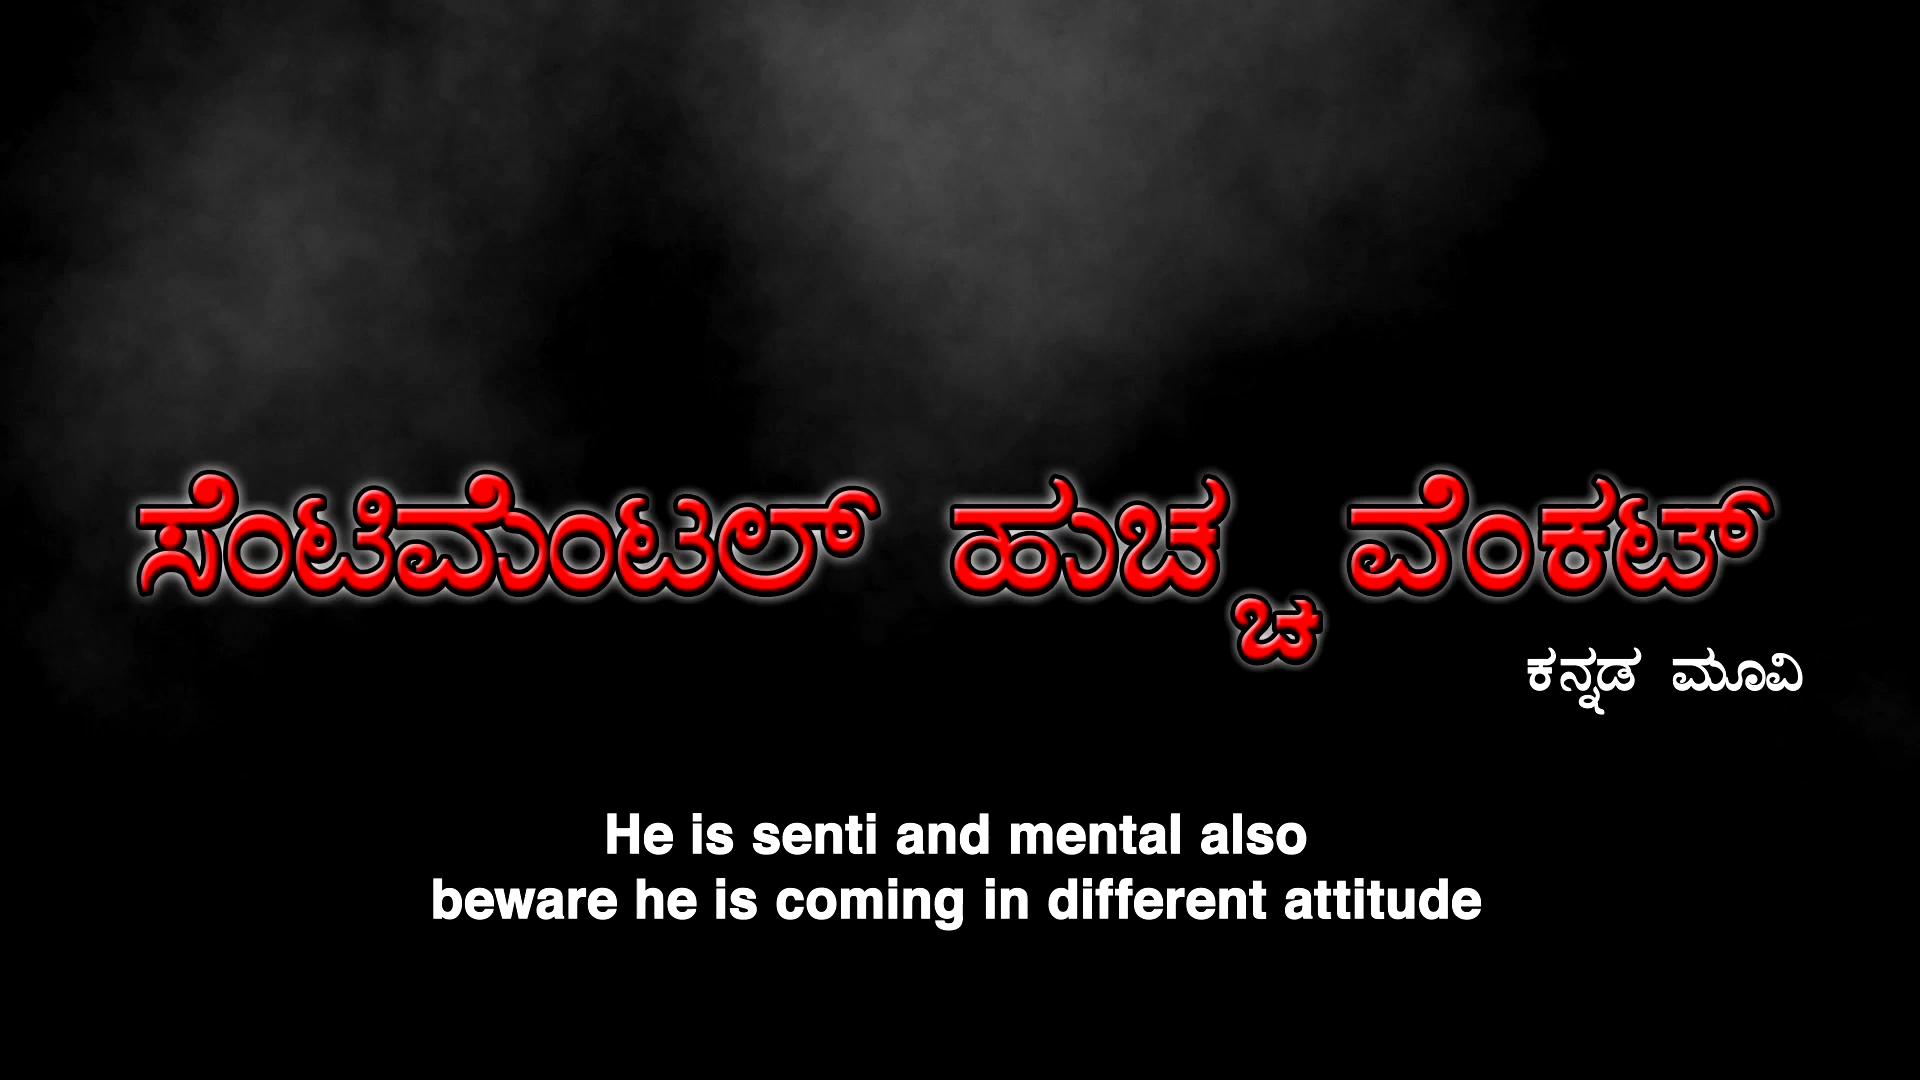 ಸೆಂಟಿಮೆಂಟಲ್ ಹುಚ್ಚ ವೆಂಕಟ್
ಕನ್ನಡ ಮೂವಿ
He is senti and mental also
beware he is coming in different attitude